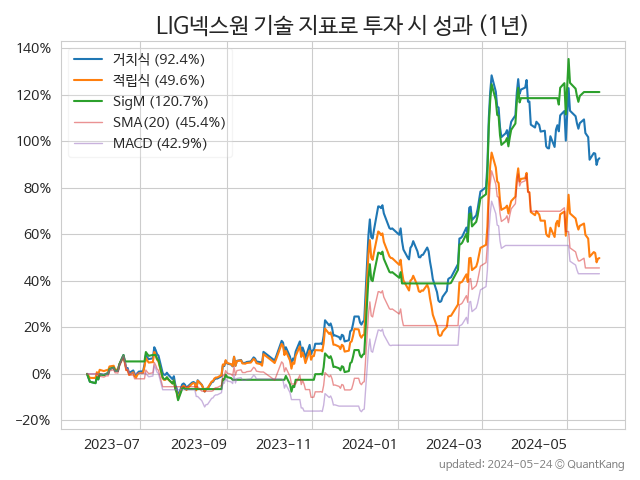 LIG넥스원 기술 지표로 투자 시 성과 (1년)
140%
120%
100%
80%
60%
40%
20%
0%
−20%
거치식 (92.4%)
적립식 (49.6%)
SigM (120.7%)
SMA(20) (45.4%)
MACD (42.9%)
2023-07
2023-09
2023-11
2024-01
2024-03
2024-05
updated: 2024-05-24 © QuantKang